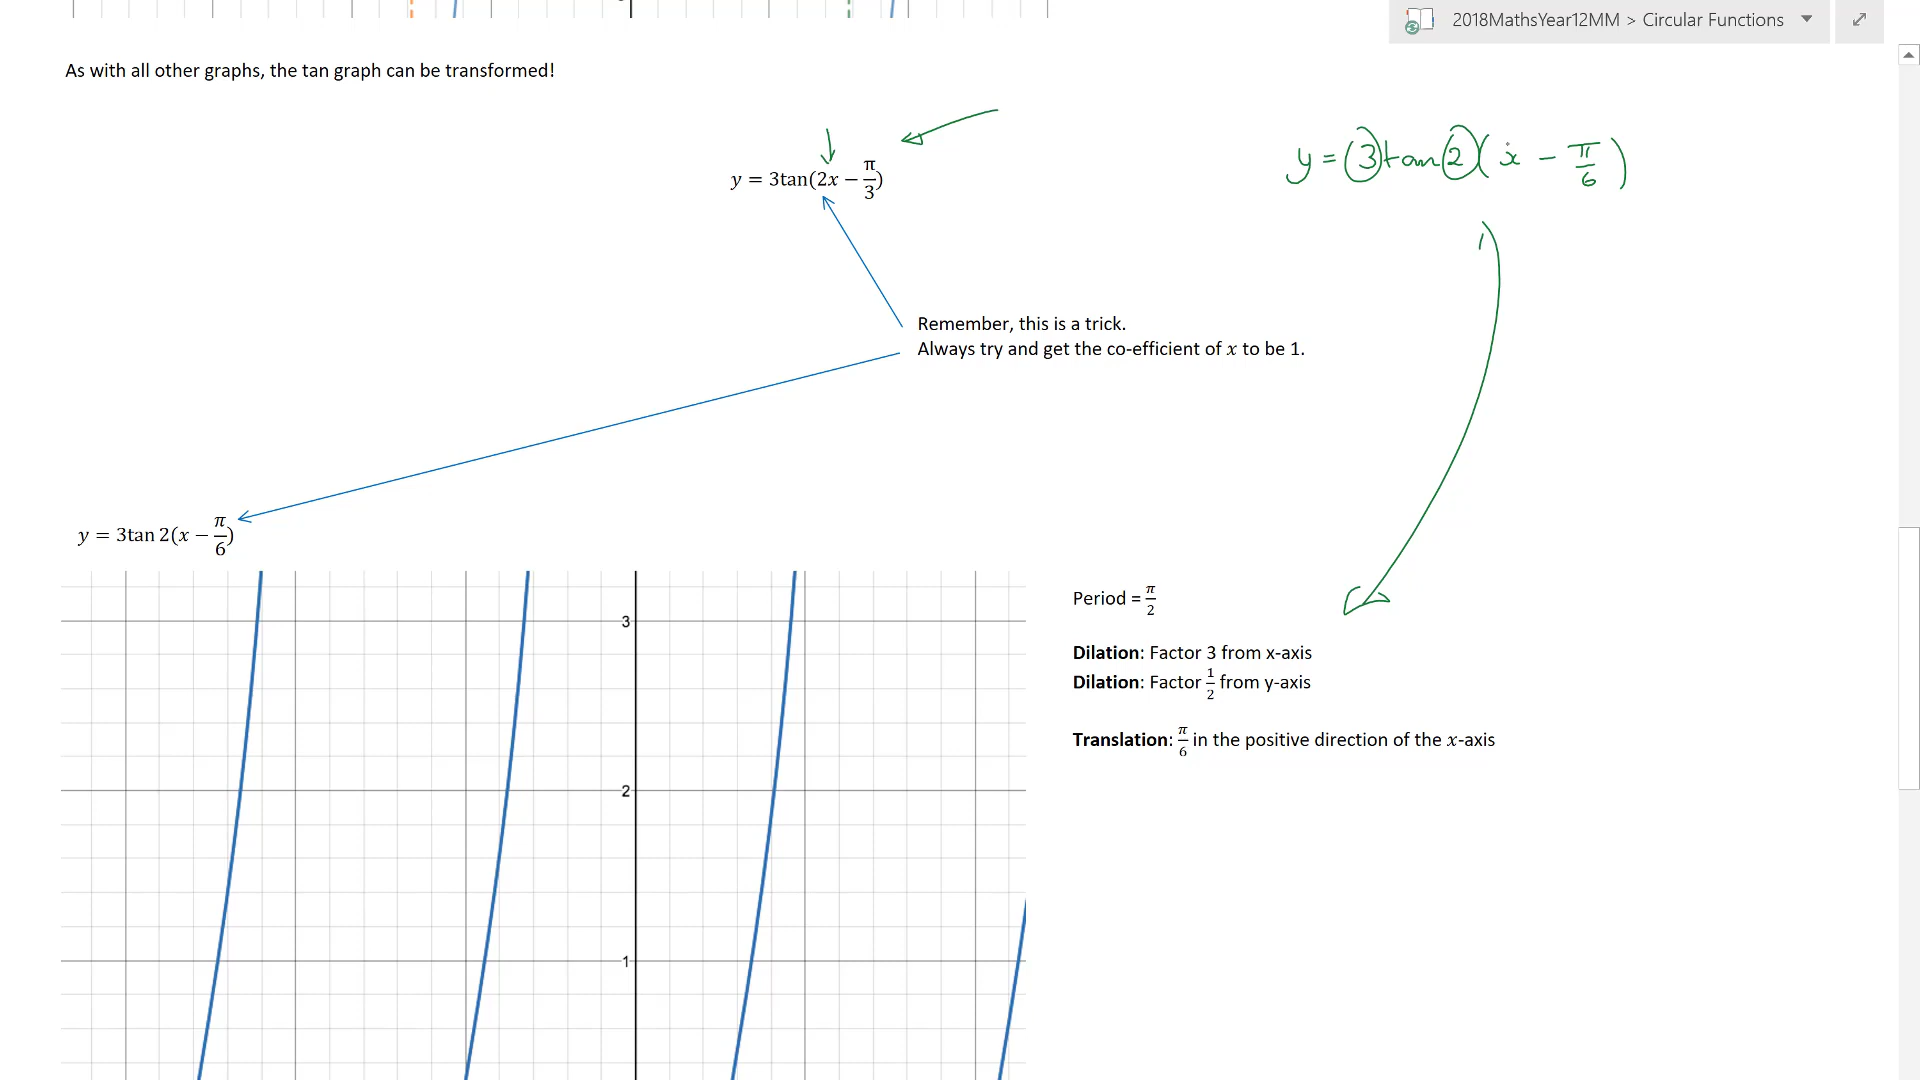 2018MathsYear12MM > Circular Functions
As with all other graphs, the tan graph can be transformed!
y = 3tan(2x − π/3)
y = 3tan2(x − π/6)
Remember, this is a trick.
Always try and get the co-efficient of x to be 1.
y = 3tan 2(x − π/6)
Period = π/2
Dilation: Factor 3 from x-axis
Dilation: Factor 1/2 from y-axis
Translation: π/6 in the positive direction of the x-axis
3
2
1